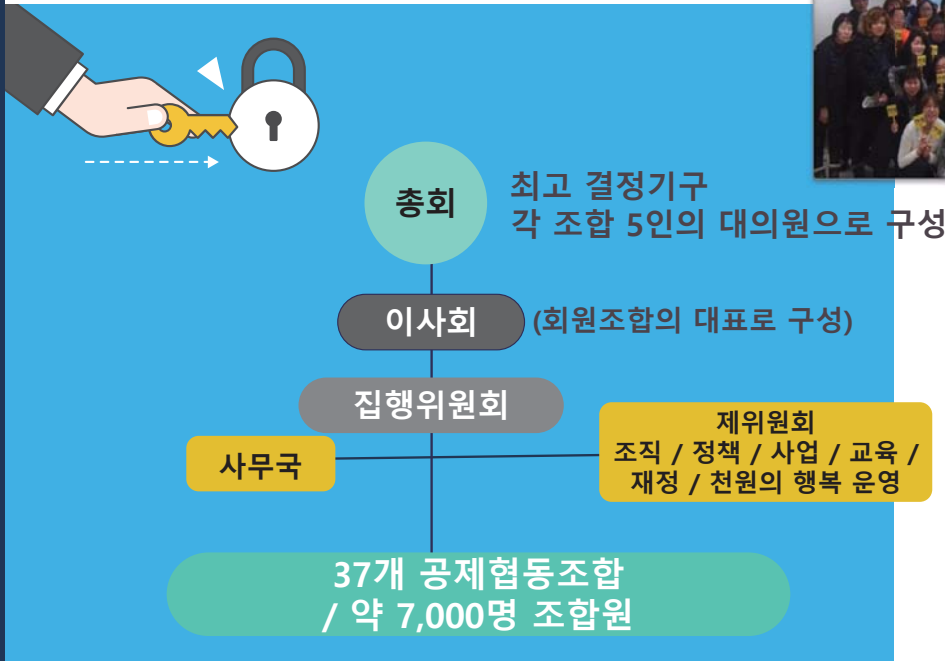 총회
최고 결정기구
각 조합 5인의 대의원으로 구성
이사회
(회원조합의 대표로 구성)
집행위원회
사무국
제위원회
조직 / 정책 / 사업 / 교육 /
재정 / 천원의 행복 운영
37개 공제협동조합
/ 약 7,000명 조합원